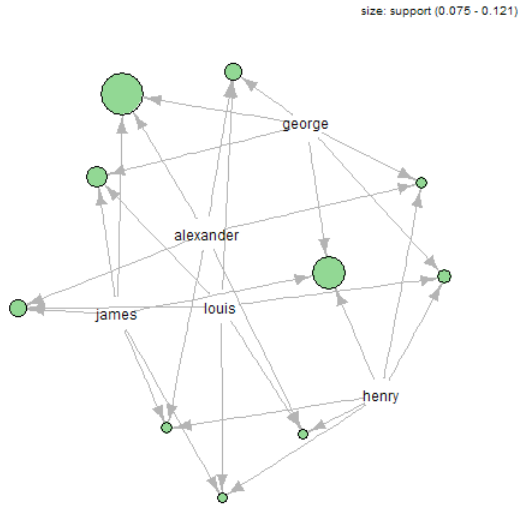 size: support (0.075 - 0.121)
george
alexander
james
louis
henry